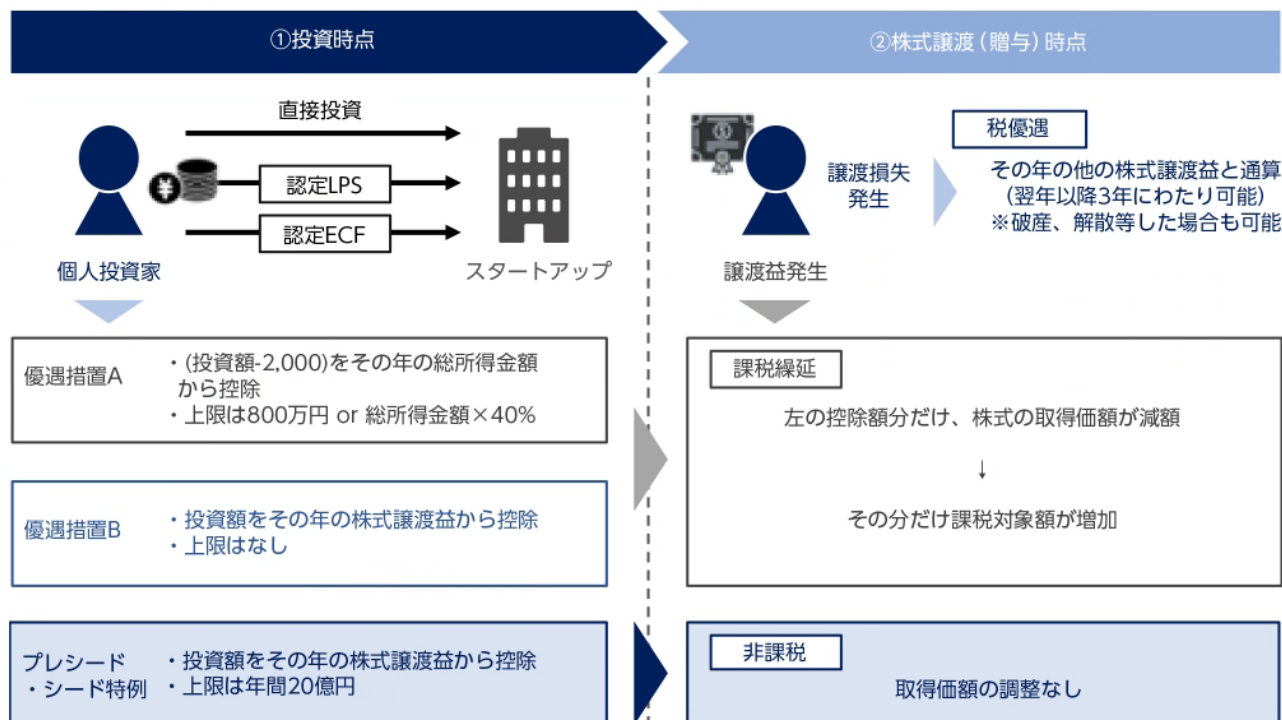 ①投資時点
②株式譲渡(贈与)時点
直接投資
認定LPS
認定ECF
個人投資家
スタートアップ
税優遇
譲渡損失
発生
その年の他の株式譲渡益と通算
(翌年以降3年にわたり可能)
※破産、解散等した場合も可能
譲渡益発生
優遇措置A
・(投資額-2,000)をその年の総所得金額
から控除
・上限は800万円 or 総所得金額×40%
課税繰延
左の控除額分だけ、株式の取得価額が減額
↓
その分だけ課税対象額が増加
優遇措置B
・投資額をその年の株式譲渡益から控除
・上限はなし
プレシード
・シード特例
・投資額をその年の株式譲渡益から控除
・上限は年間20億円
非課税
取得価額の調整なし